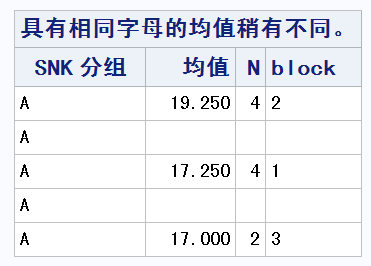 具有相同字母的均值稍有不同。
SNK 分组 均值 N block
A 19.250 4 2
A
A 17.250 4 1
A
A 17.000 2 3